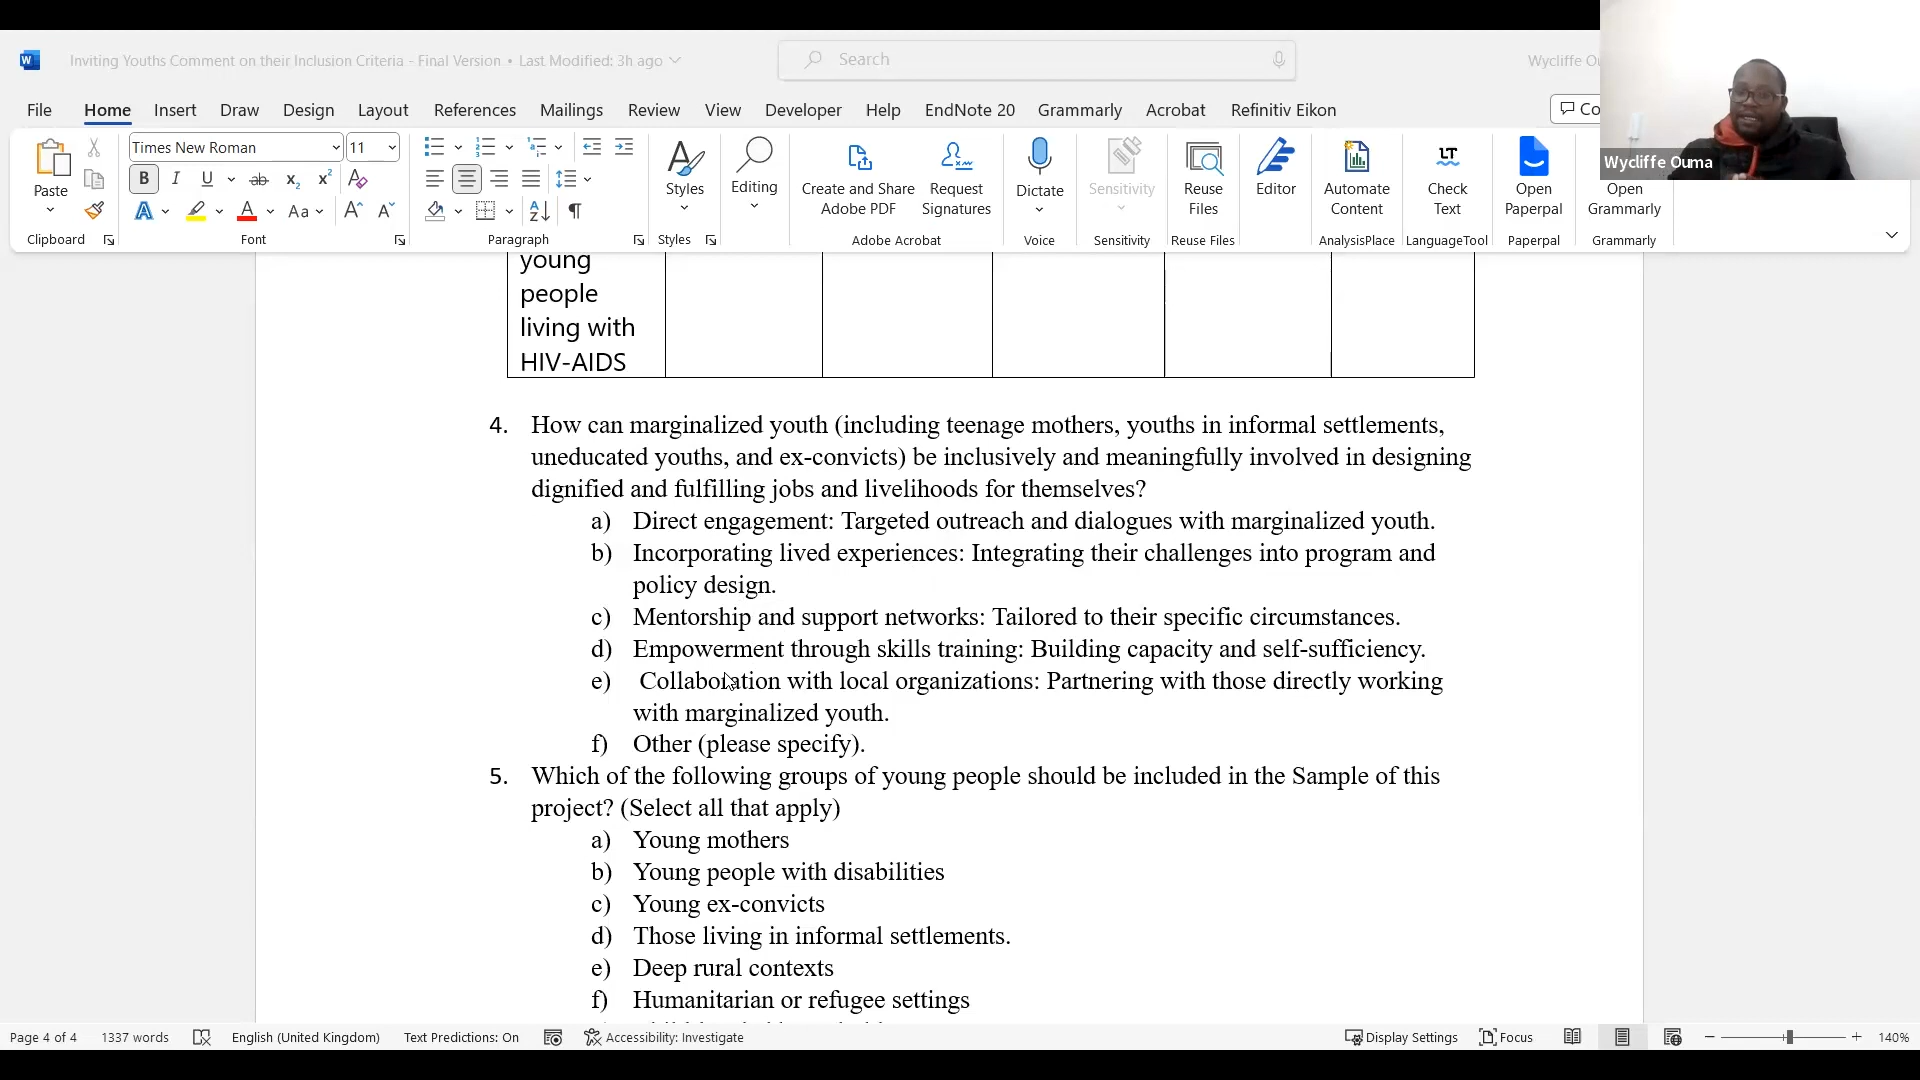 Inviting Youths Comment on their Inclusion Criteria - Final Version • Last Modified: 3h ago
Search
Wycliffe
File Home Insert Draw Design Layout References Mailings Review View Developer Help EndNote 20 Grammarly Acrobat Refinitiv Eikon
Wycliffe Ouma
Times New Roman 11
Paste
Clipboard
Font
Paragraph
Styles
Styles
Editing
Create and Share Adobe PDF
Request Signatures
Adobe Acrobat
Dictate
Voice
Sensitivity
Sensitivity
Reuse Files
Reuse Files
Editor
Automate Content
AnalysisPlace
Check Text
LanguageTool
Open Paperpal
Paperpal
Open Grammarly
Grammarly
young
people
living with
HIV-AIDS
4. How can marginalized youth (including teenage mothers, youths in informal settlements,
uneducated youths, and ex-convicts) be inclusively and meaningfully involved in designing
dignified and fulfilling jobs and livelihoods for themselves?
a) Direct engagement: Targeted outreach and dialogues with marginalized youth.
b) Incorporating lived experiences: Integrating their challenges into program and
policy design.
c) Mentorship and support networks: Tailored to their specific circumstances.
d) Empowerment through skills training: Building capacity and self-sufficiency.
e) Collaboration with local organizations: Partnering with those directly working
with marginalized youth.
f) Other (please specify).
5. Which of the following groups of young people should be included in the Sample of this
project? (Select all that apply)
a) Young mothers
b) Young people with disabilities
c) Young ex-convicts
d) Those living in informal settlements.
e) Deep rural contexts
f) Humanitarian or refugee settings
Page 4 of 4 1337 words English (United Kingdom) Text Predictions: On Accessibility: Investigate Display Settings Focus 140%